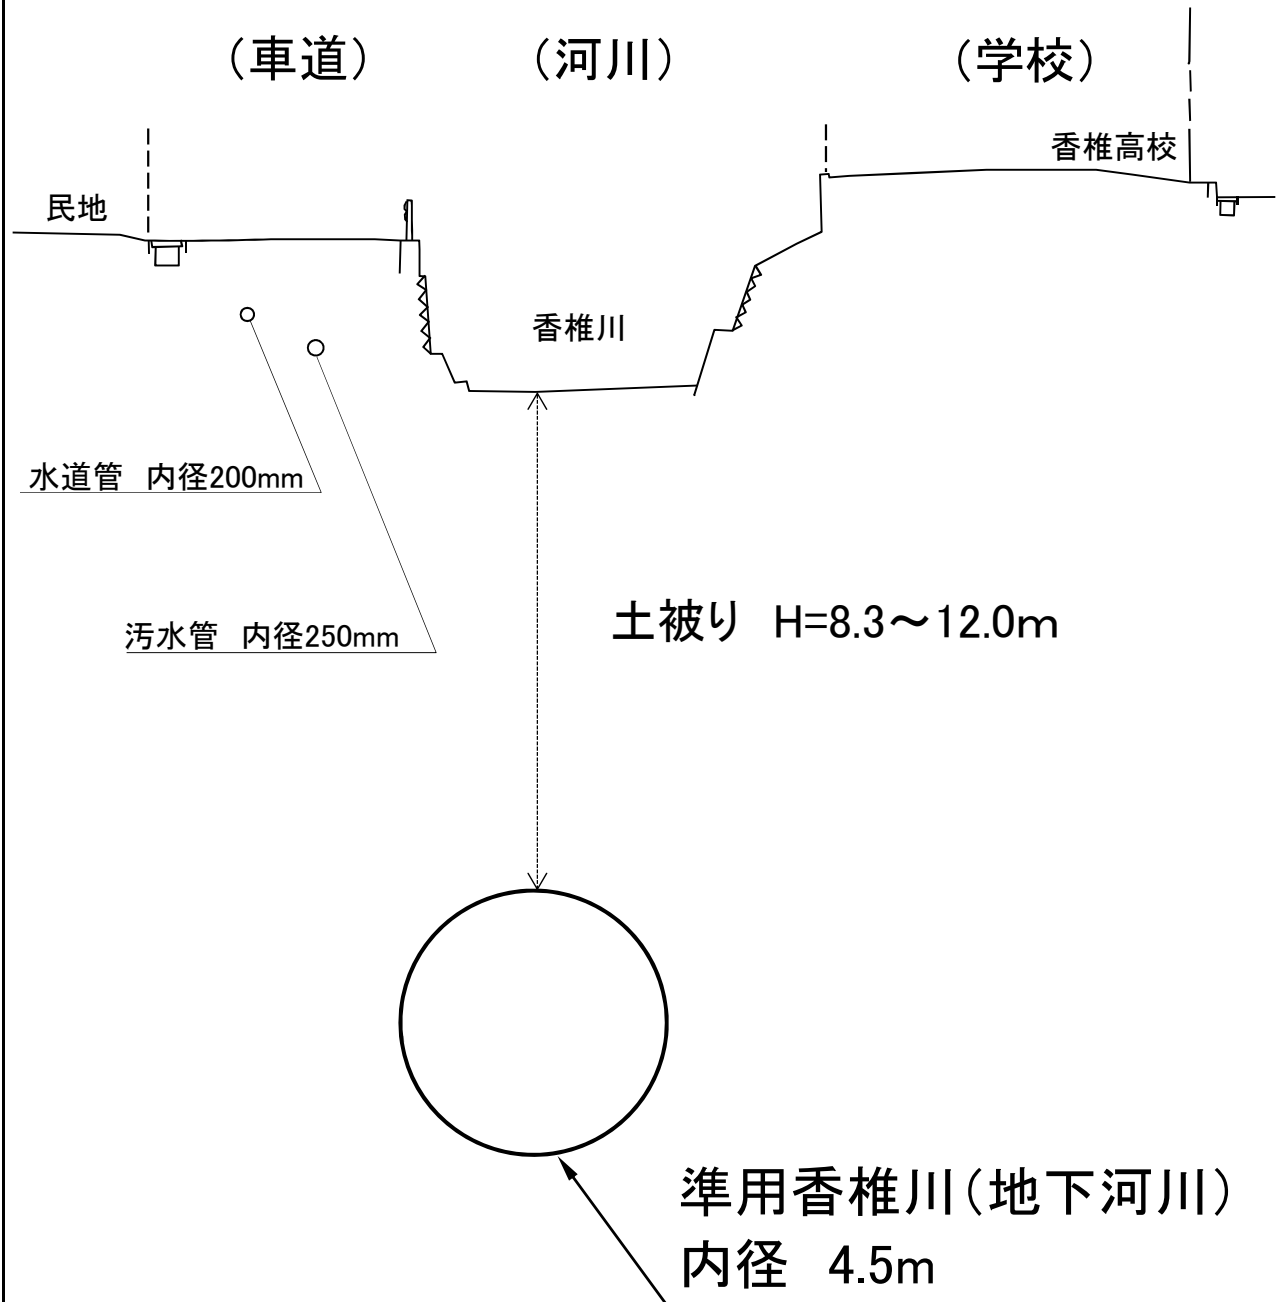 （車道）
（河川）
（学校）
香椎高校
民地
香椎川
水道管　内径200mm
汚水管　内径250mm
土被り　H=8.3～12.0m
準用香椎川（地下河川）
内径　4.5m